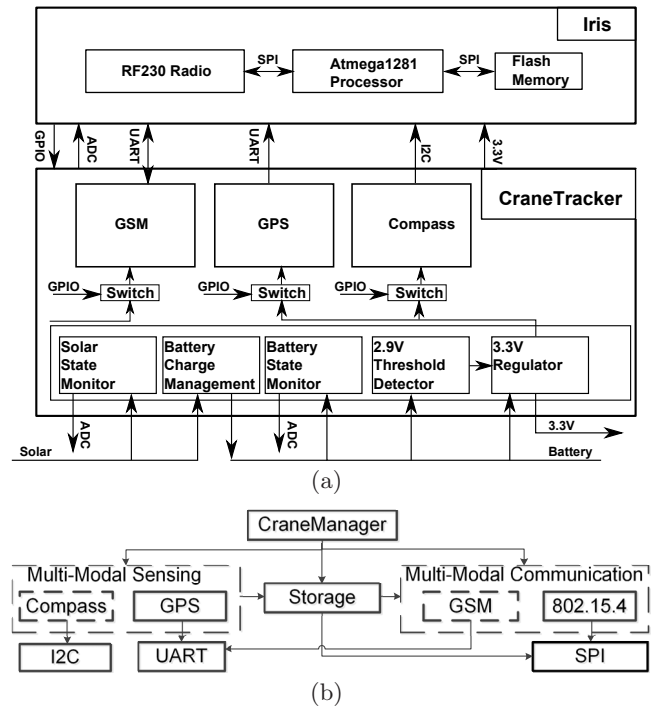 Iris
RF230 Radio
SPI
Atmega1281
Processor
SPI
Flash
Memory
GPIO
ADC
UART
UART
I2C
3.3V
CraneTracker
GSM
GPS
Compass
GPIO
Switch
GPIO
Switch
GPIO
Switch
Solar
State
Monitor
Battery
Charge
Management
Battery
State
Monitor
2.9V
Threshold
Detector
3.3V
Regulator
ADC
ADC
3.3V
Solar
Battery
(a)
CraneManager
Multi-Modal Sensing
Compass
GPS
Storage
Multi-Modal Communication
GSM
802.15.4
I2C
UART
SPI
(b)